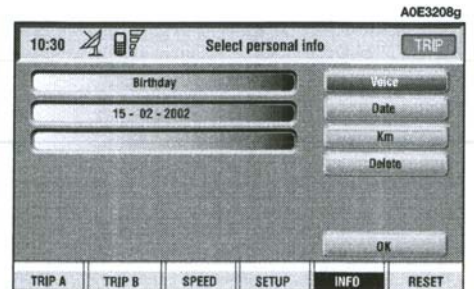 A0E3208g
10:30 Select personal info TRIP
Birthday
15 - 02 - 2002
Voice
Date
Km
Delete
OK
TRIP A TRIP B SPEED SETUP INFO RESET